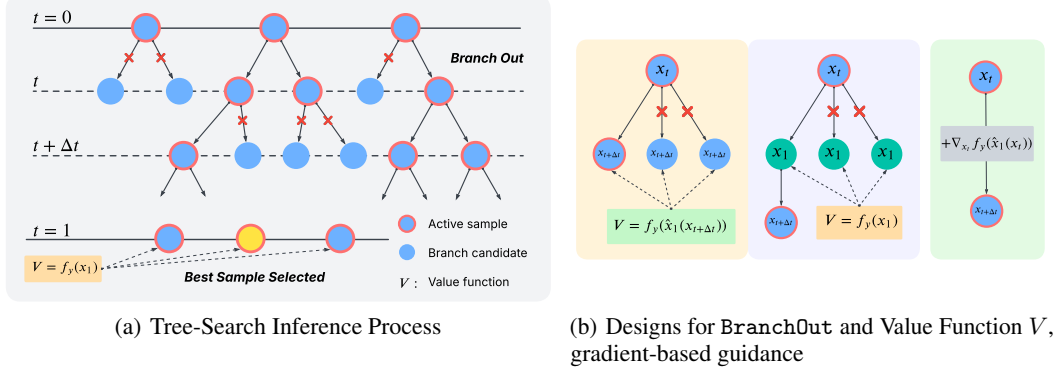 t = 0
Branch Out
t
t + Δt
t = 1
V = f_y(x_1)
Best Sample Selected
Active sample
Branch candidate
V : Value function
(a) Tree-Search Inference Process
x_t
x_{t+Δt} x_{t+Δt} x_{t+Δt}
V = f_y(x̂_1(x_{t+Δt}))
x_t
x_1 x_1 x_1
x_{t+Δt}
V = f_y(x_1)
x_t
+∇_{x_t} f_y(x̂_1(x_t))
x_{t+Δt}
(b) Designs for BranchOut and Value Function V,
gradient-based guidance